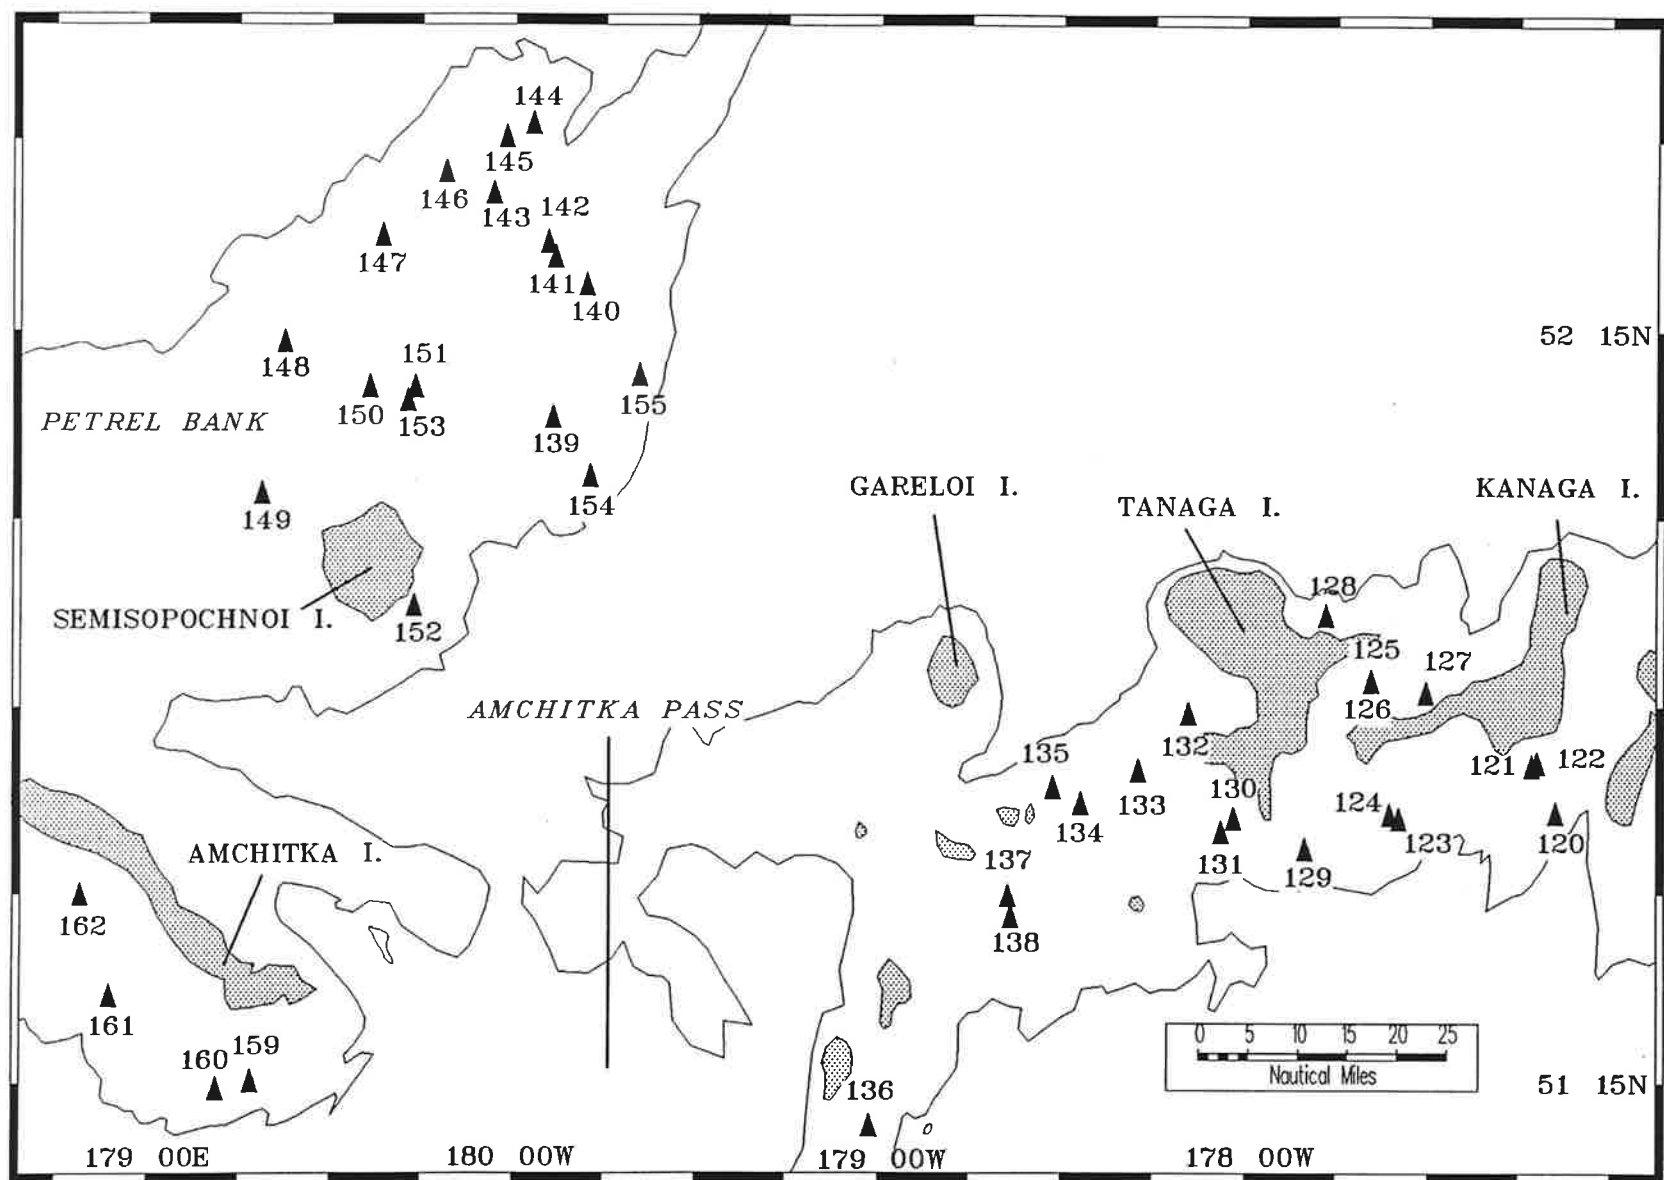 144
145
146
143
142
147
141
140
52 15N
148
151
150
153
155
PETREL BANK
139
154
149
GARELOI I.
TANAGA I.
KANAGA I.
SEMISOPOCHNOI I.
152
128
125
127
126
AMCHITKA PASS
132
135
121
122
133
130
134
124
123
120
131
129
137
138
AMCHITKA I.
162
161
160
159
136
0 5 10 15 20 25
Nautical Miles
51 15N
179 00E
180 00W
179 00W
178 00W